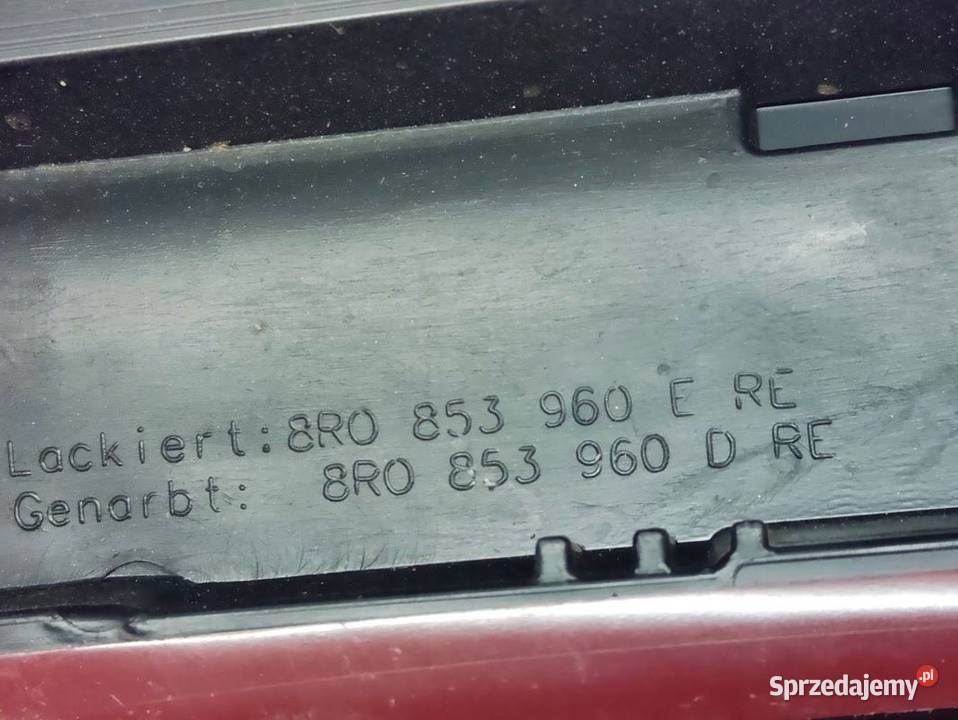 Lackiert: 8R0 853 960 E RE
Genarbt: 8R0 853 960 D RE
Sprzedajemy.pl